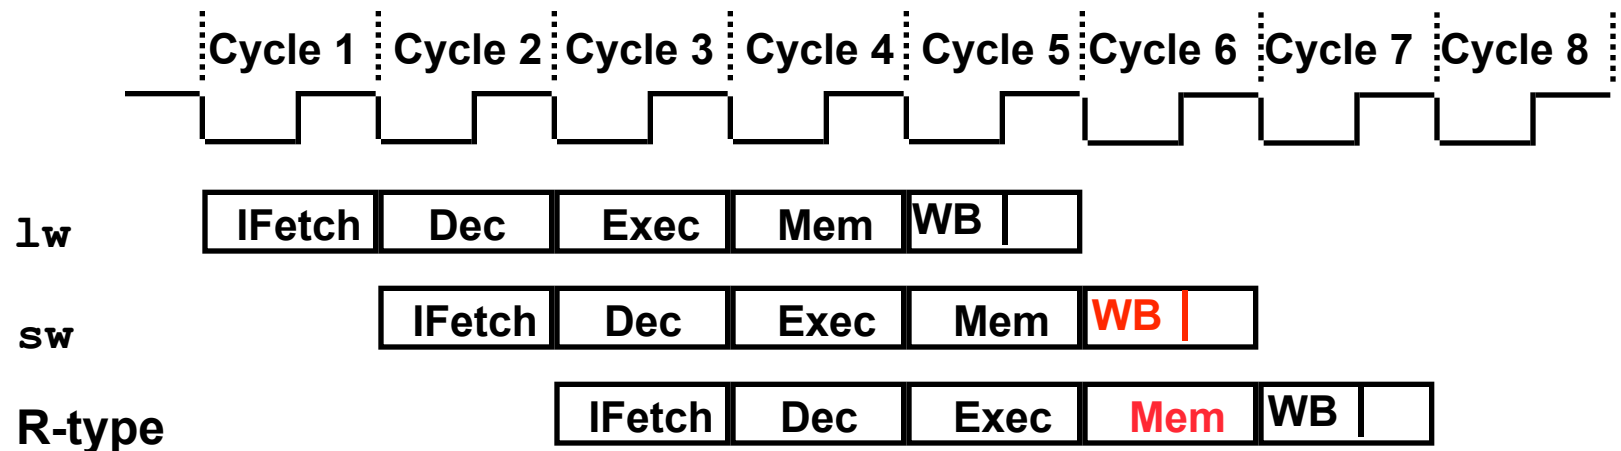 Cycle 1 Cycle 2 Cycle 3 Cycle 4 Cycle 5 Cycle 6 Cycle 7 Cycle 8
lw IFetch Dec Exec Mem WB
sw IFetch Dec Exec Mem WB
R-type IFetch Dec Exec Mem WB